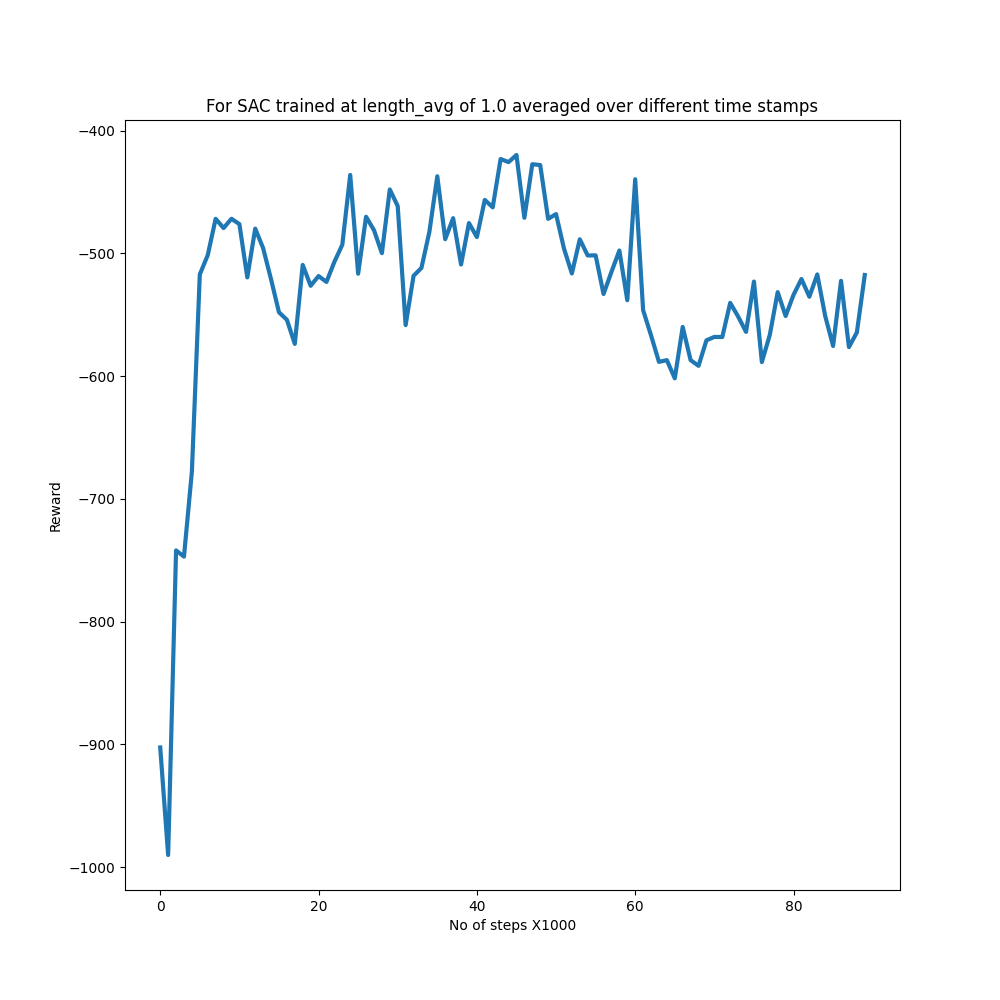 For SAC trained at length_avg of 1.0 averaged over different time stamps
−400
−500
−600
−700
−800
−900
−1000
Reward
0 20 40 60 80
No of steps X1000